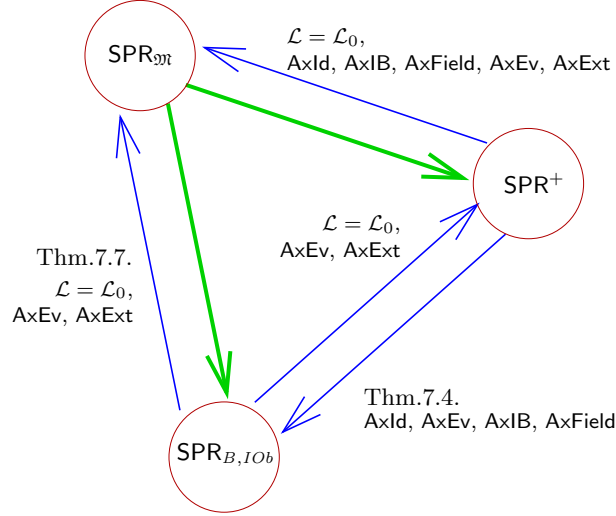 SPR𝔐
ℒ = ℒ₀,
AxId, AxIB, AxField, AxEv, AxExt
SPR⁺
ℒ = ℒ₀,
AxEv, AxExt
Thm.7.7.
ℒ = ℒ₀,
AxEv, AxExt
Thm.7.4.
AxId, AxEv, AxIB, AxField
SPR_{B,IOb}